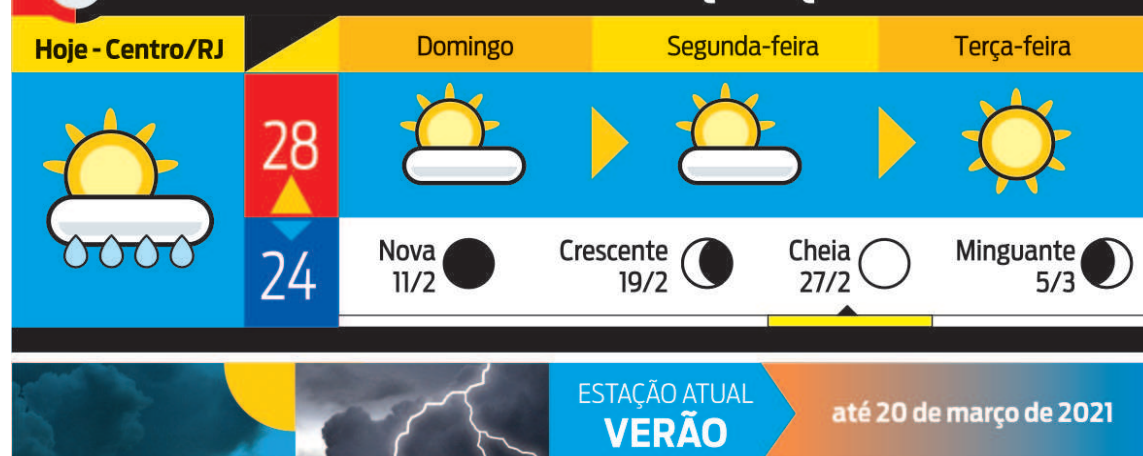 Hoje - Centro/RJ
Domingo
Segunda-feira
Terça-feira
28
24
Nova
11/2
Crescente
19/2
Cheia
27/2
Minguante
5/3
ESTAÇÃO ATUAL
VERÃO
até 20 de março de 2021